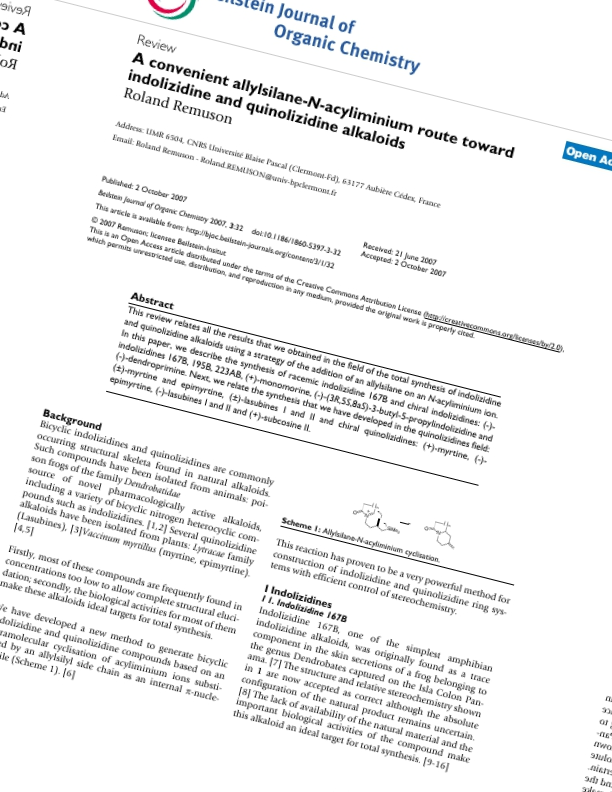 Beilstein Journal of
Organic Chemistry
Review
A convenient allylsilane-N-acyliminium route toward
indolizidine and quinolizidine alkaloids
Roland Remuson
Open Ac
Address: UMR 6504, CNRS Université Blaise Pascal (Clermont-Fd), 63177 Aubière Cédex, France
Email: Roland Remuson - Roland.REMUSON@univ-bpclermont.fr
Published: 2 October 2007
Received: 21 June 2007
Accepted: 2 October 2007
Beilstein Journal of Organic Chemistry 2007, 3:32 doi:10.1186/1860-5397-3-32
This article is available from: http://bjoc.beilstein-journals.org/content/3/1/32
© 2007 Remuson; licensee Beilstein-Insitut
This is an Open Access article distributed under the terms of the Creative Commons Attribution License (http://creativecommons.org/licenses/by/2.0),
which permits unrestricted use, distribution, and reproduction in any medium, provided the original work is properly cited.
Abstract
This review relates all the results that we obtained in the field of the total synthesis of indolizidine
and quinolizidine alkaloids using a strategy of the addition of an allylsilane on an N-acyliminium ion.
In this paper, we describe the synthesis of racemic indolizidine 167B and chiral indolizidines: (-)-
indolizidines 167B, 195B, 223AB, (+)-monomorine, (-)-(3R,5S,8aS)-3-butyl-5-propylindolizidine and
(-)-dendroprimine. Next, we relate the synthesis that we have developed in the quinolizidines field:
(±)-myrtine and epimyrtine, (±)-lasubines I and II and chiral quinolizidines: (+)-myrtine, (-)-
epimyrtine, (-)-lasubines I and II and (+)-subcosine II.
Background
Bicyclic indolizidines and quinolizidines are commonly
occurring structural skeleta found in natural alkaloids.
Such compounds have been isolated from animals: poi-
son frogs of the family Dendrobatidae
source of novel pharmacologically active alkaloids,
including a variety of bicyclic nitrogen heterocyclic com-
pounds such as indolizidines. [1,2] Several quinolizidine
alkaloids have been isolated from plants: Lytracae family
(Lasubines), [3]Vaccinum myrtillus (myrtine, epimyrtine).
[4,5]
Firstly, most of these compounds are frequently found in
concentrations too low to allow complete structural eluci-
dation; secondly, the biological activities for most of them
make these alkaloids ideal targets for total synthesis.
We have developed a new method to generate bicyclic
dolizidine and quinolizidine compounds based on an
ramolecular cyclisation of acyliminium ions substi-
ed by an allylsilyl side chain as an internal π-nucle-
ile (Scheme 1). [6]
Scheme 1: Allylsilane-N-acyliminium cyclisation.
This reaction has proven to be a very powerful method for
construction of indolizidine and quinolizidine ring sys-
tems with efficient control of stereochemistry.
I Indolizidines
I 1. Indolizidine 167B
Indolizidine 167B, one of the simplest amphibian
indolizidine alkaloids, was originally found as a trace
component in the skin secretions of a frog belonging to
the genus Dendrobates captured on the Isla Colon Pan-
ama. [7] The structure and relative stereochemistry shown
in 1 are now accepted as correct although the absolute
configuration of the natural product remains uncertain.
[8] The lack of availability of the natural material and the
important biological activities of the compound make
this alkaloid an ideal target for total synthesis. [9-16]